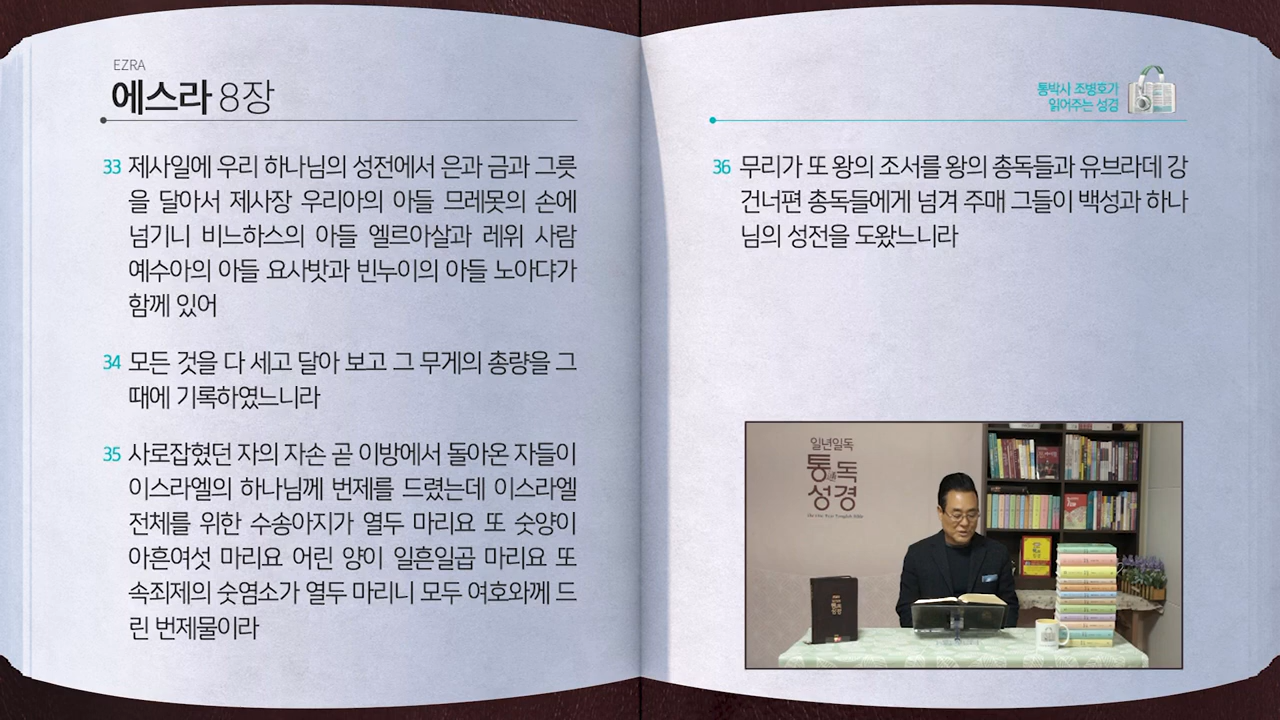 EZRA
에스라 8장
33 제사일에 우리 하나님의 성전에서 은과 금과 그릇
을 달아서 제사장 우리아의 아들 므레못의 손에
넘기니 비느하스의 아들 엘르아살과 레위 사람
예수아의 아들 요사밧과 빈누이의 아들 노아댜가
함께 있어
34 모든 것을 다 세고 달아 보고 그 무게의 총량을 그
때에 기록하였느니라
35 사로잡혔던 자의 자손 곧 이방에서 돌아온 자들이
이스라엘의 하나님께 번제를 드렸는데 이스라엘
전체를 위한 수송아지가 열두 마리요 또 숫양이
아흔여섯 마리요 어린 양이 일흔일곱 마리요 또
속죄제의 숫염소가 열두 마리니 모두 여호와께 드
린 번제물이라
통박사 조병호가
읽어주는 성경
36 무리가 또 왕의 조서를 왕의 총독들과 유브라데 강
건너편 총독들에게 넘겨 주매 그들이 백성과 하나
님의 성전을 도왔느니라
일년일독
통독
성경